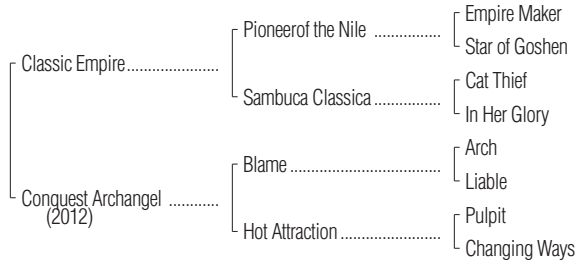 Empire Maker
Pioneerof the Nile ................
Star of Goshen
Classic Empire......................
Cat Thief
Sambuca Classica ................
In Her Glory
Arch
Blame ....................................
Liable
Conquest Archangel ............
(2012)
Pulpit
Hot Attraction ........................
Changing Ways